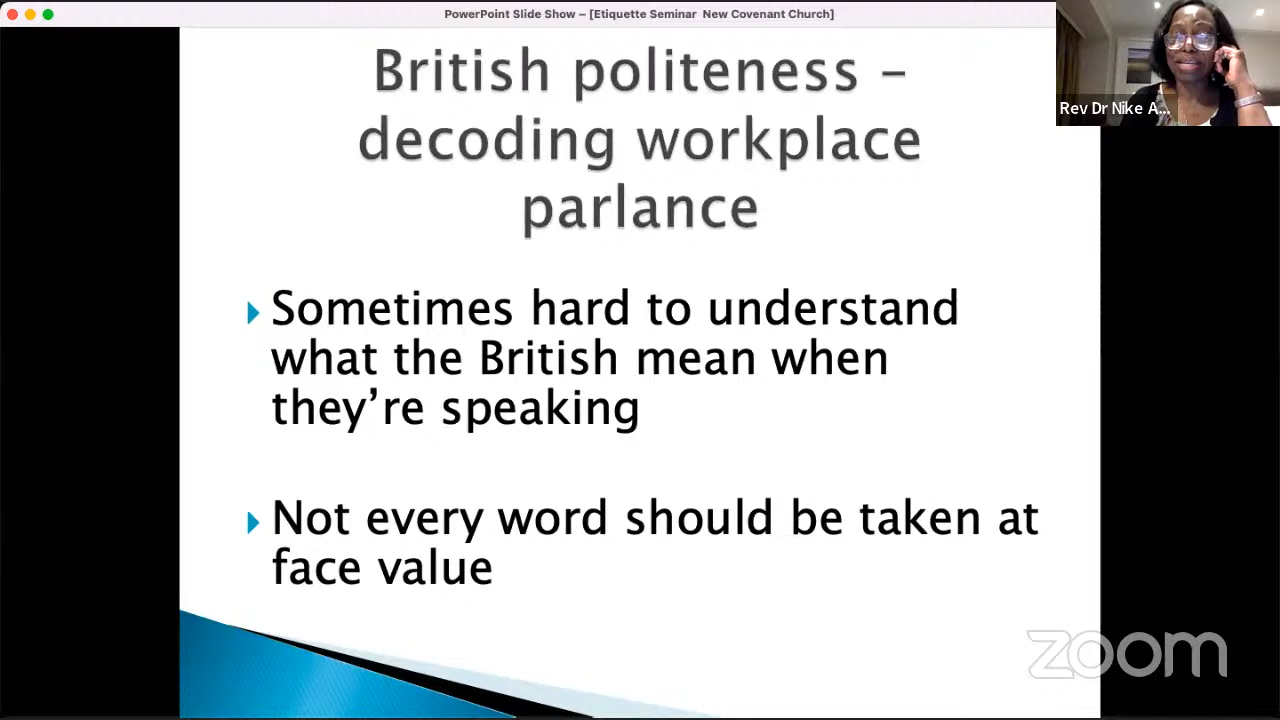 PowerPoint Slide Show – [Etiquette Seminar  New Covenant Church]
Rev Dr Nike A...
British politeness –
decoding workplace
parlance
Sometimes hard to understand
what the British mean when
they’re speaking
Not every word should be taken at
face value
zoom